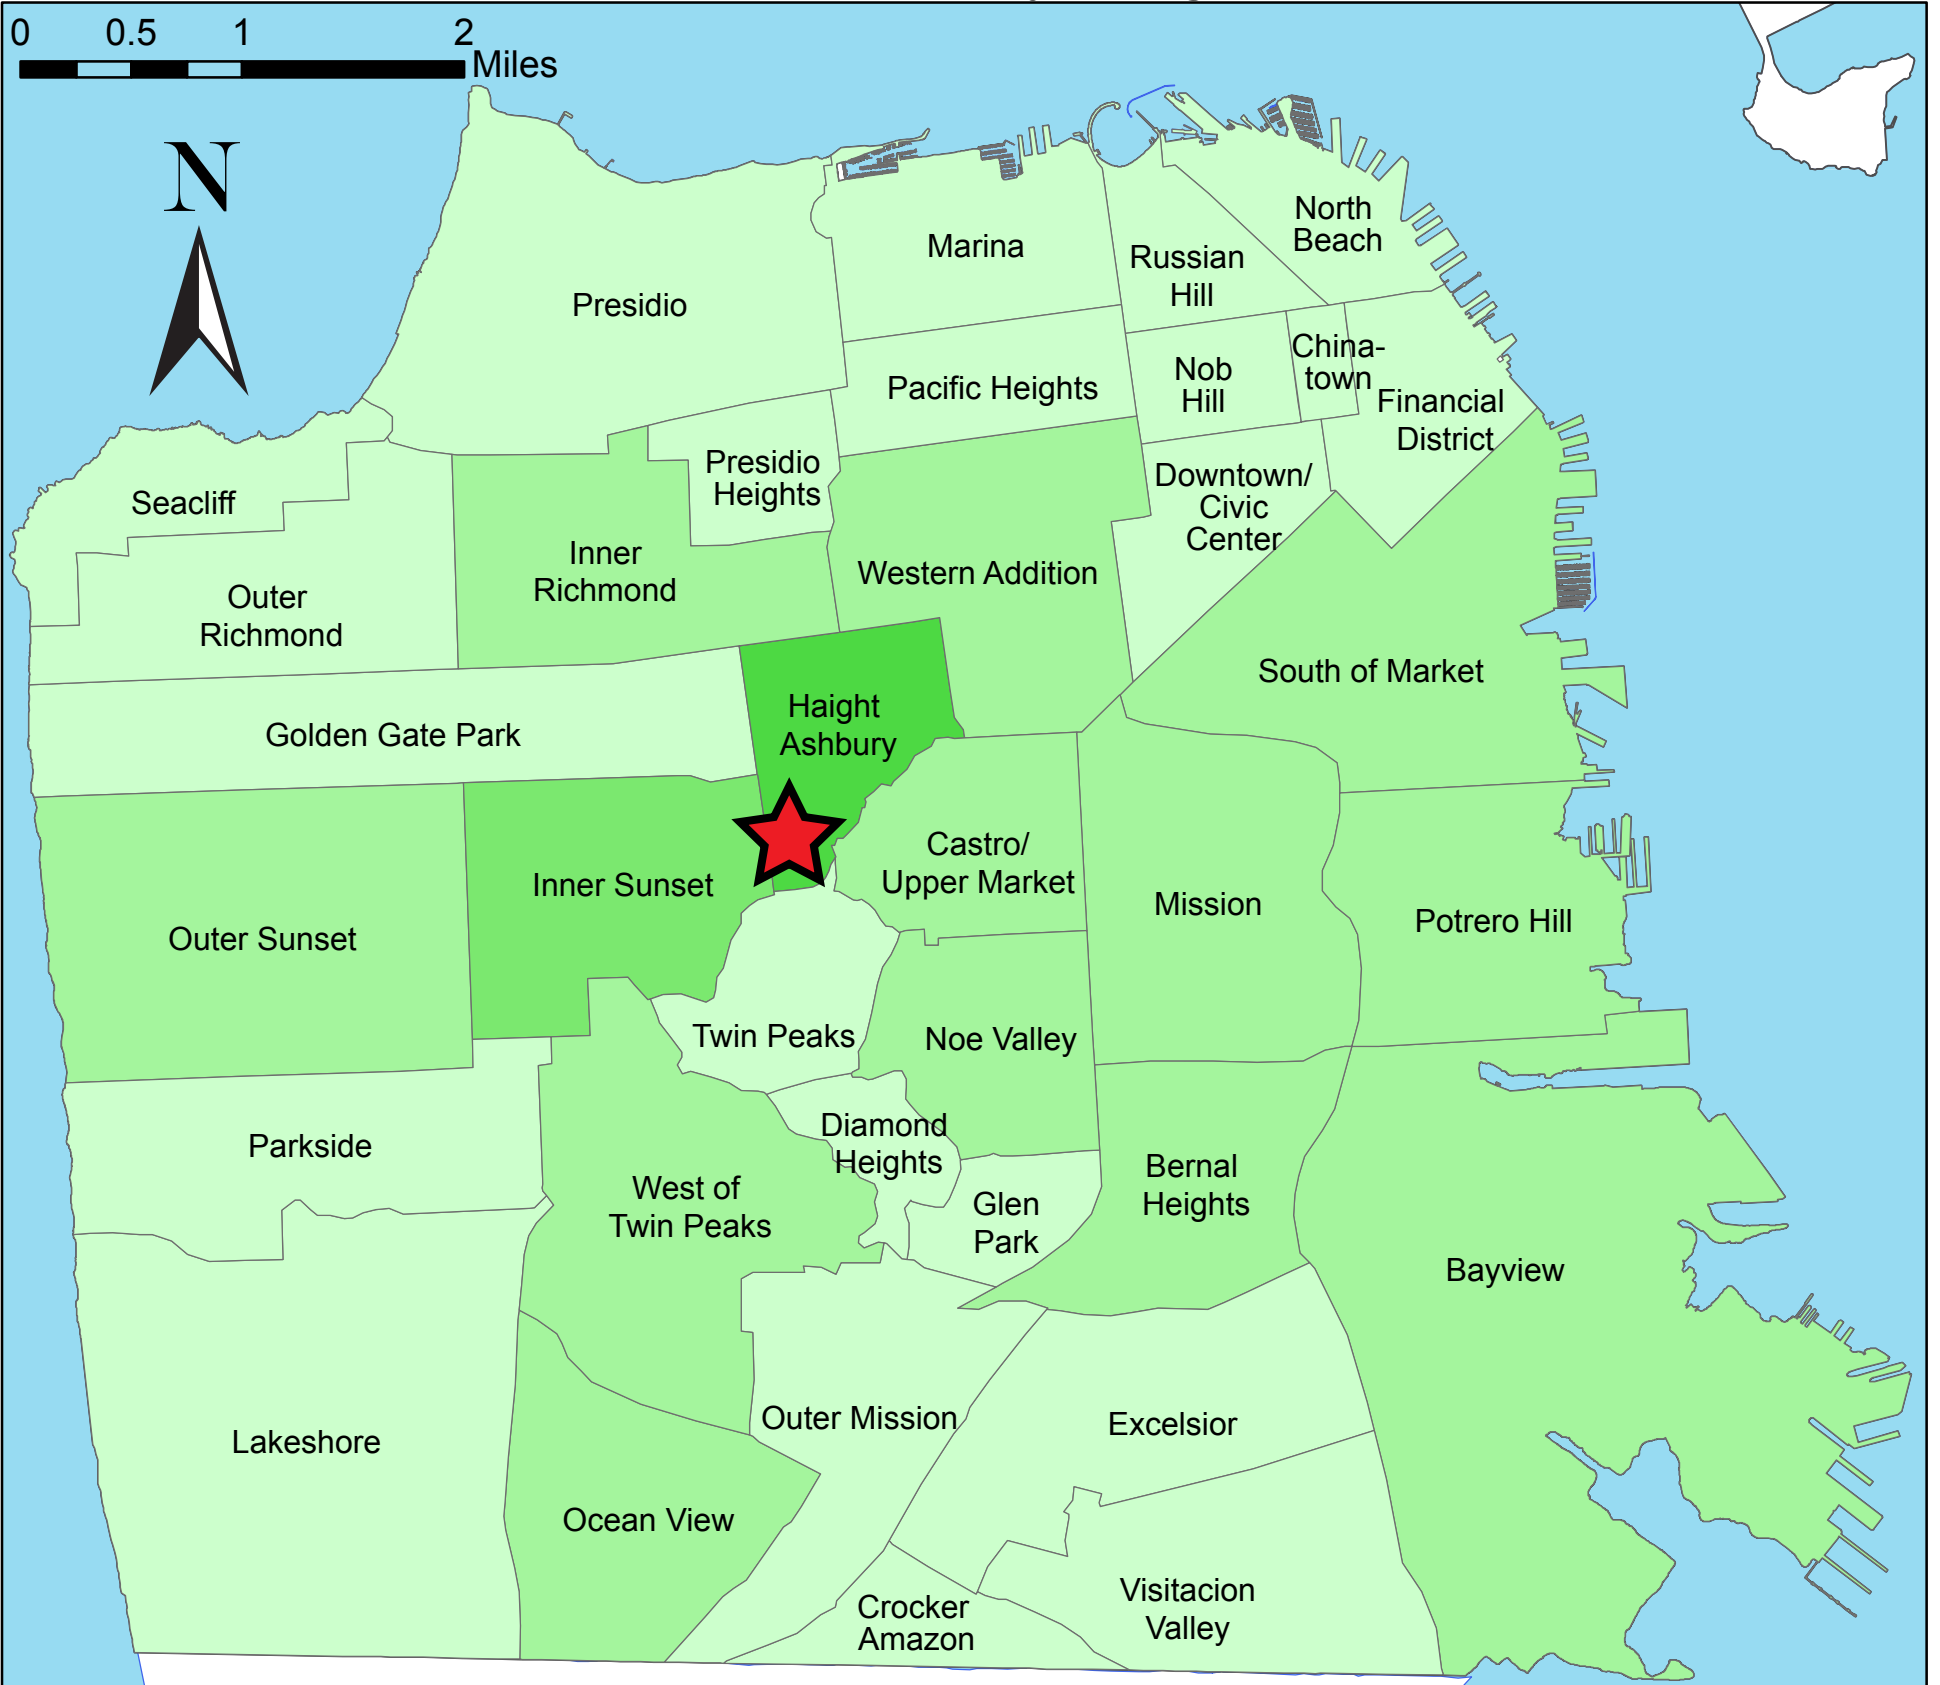 0 0.5 1 2
Miles
N
North
Beach
Marina
Russian
Hill
Presidio
China-
town
Nob
Hill
Pacific Heights
Financial
District
Presidio
Heights
Downtown/
Civic
Center
Seacliff
Inner
Richmond
Western Addition
Outer
Richmond
South of Market
Haight
Ashbury
Golden Gate Park
Castro/
Upper Market
Inner Sunset
Mission
Potrero Hill
Outer Sunset
Twin Peaks
Noe Valley
Diamond
Heights
Parkside
Bernal
Heights
West of
Twin Peaks
Glen
Park
Bayview
Outer Mission
Excelsior
Lakeshore
Ocean View
Visitacion
Valley
Crocker
Amazon